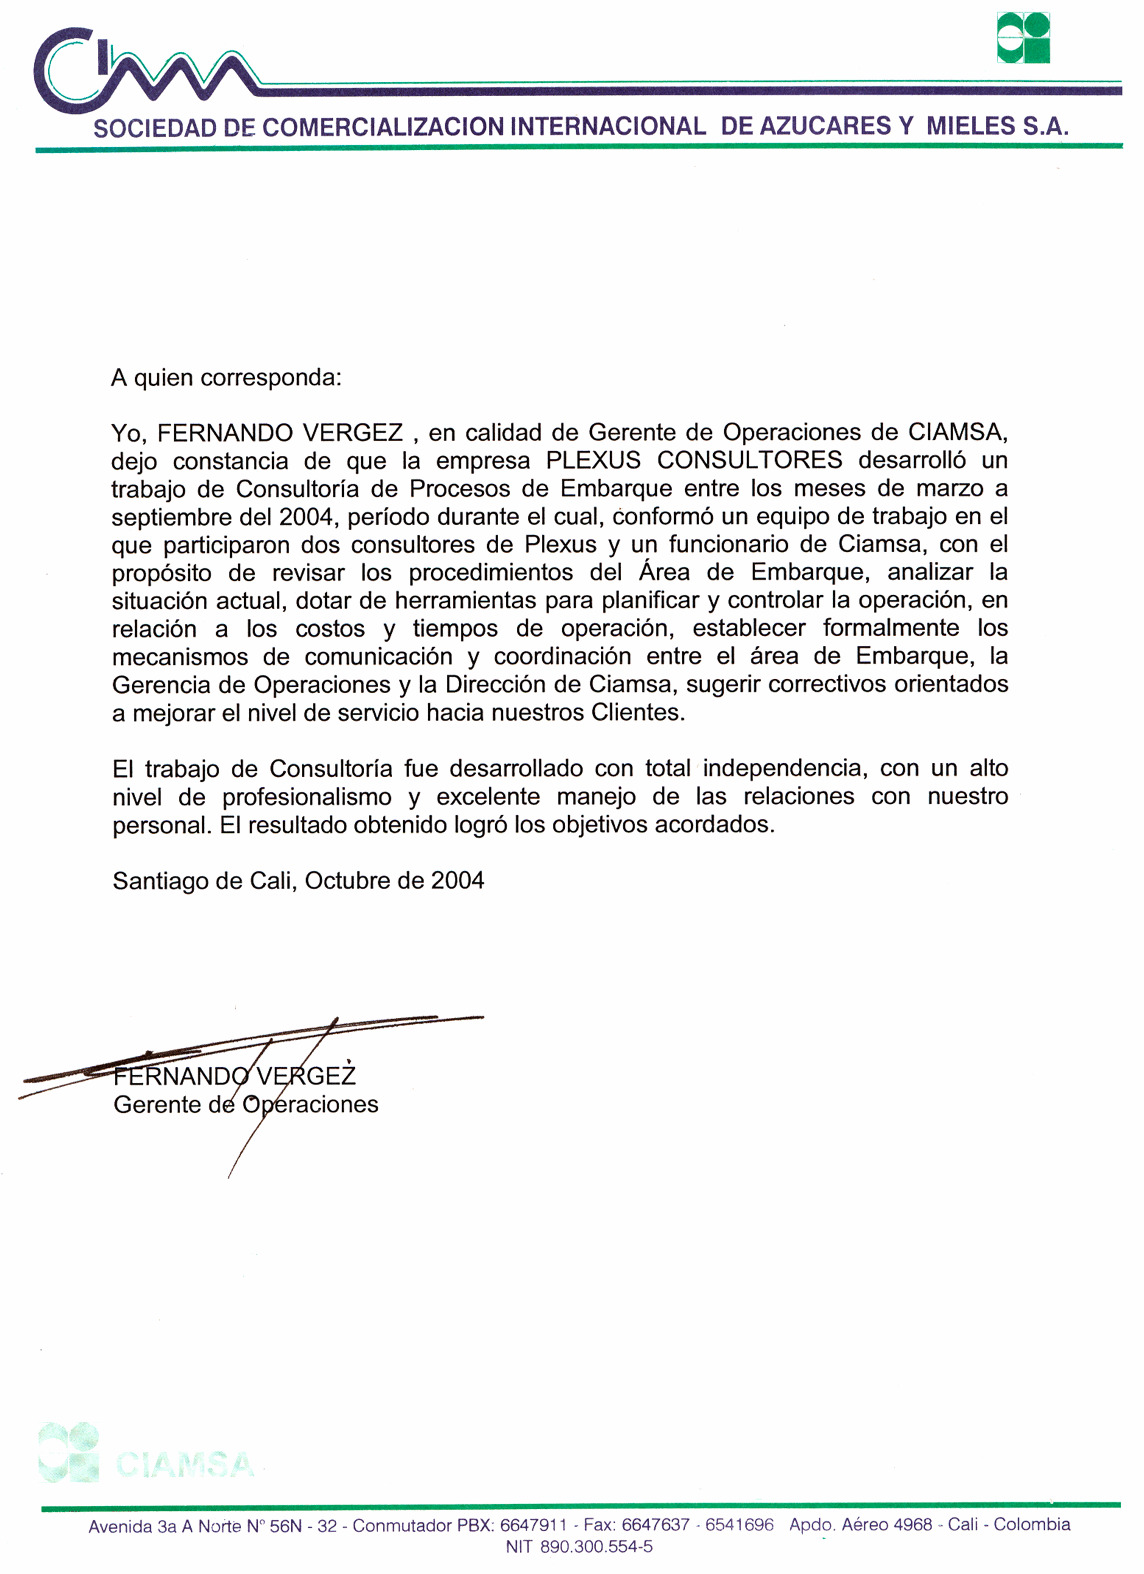 SOCIEDAD DE COMERCIALIZACION INTERNACIONAL DE AZUCARES Y MIELES S.A.
A quien corresponda:
Yo, FERNANDO VERGEZ , en calidad de Gerente de Operaciones de CIAMSA,
dejo constancia de que la empresa PLEXUS CONSULTORES desarrolló un
trabajo de Consultoría de Procesos de Embarque entre los meses de marzo a
septiembre del 2004, período durante el cual, conformó un equipo de trabajo en el
que participaron dos consultores de Plexus y un funcionario de Ciamsa, con el
propósito de revisar los procedimientos del Área de Embarque, analizar la
situación actual, dotar de herramientas para planificar y controlar la operación, en
relación a los costos y tiempos de operación, establecer formalmente los
mecanismos de comunicación y coordinación entre el área de Embarque, la
Gerencia de Operaciones y la Dirección de Ciamsa, sugerir correctivos orientados
a mejorar el nivel de servicio hacia nuestros Clientes.
El trabajo de Consultoría fue desarrollado con total independencia, con un alto
nivel de profesionalismo y excelente manejo de las relaciones con nuestro
personal. El resultado obtenido logró los objetivos acordados.
Santiago de Cali, Octubre de 2004
FERNANDO VERGEZ
Gerente de Operaciones
CIAMSA
Avenida 3a A Norte N° 56N - 32 - Conmutador PBX: 6647911 - Fax: 6647637 - 6541696 Apdo. Aéreo 4968 - Cali - Colombia
NIT 890.300.554-5